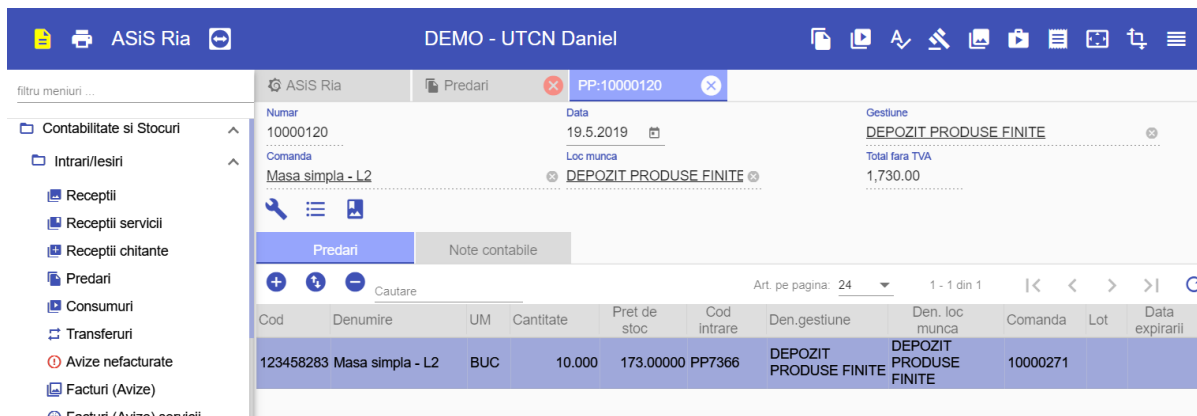 ASiS Ria DEMO - UTCN Daniel
filtru meniuri ...
Contabilitate si Stocuri
Intrari/Iesiri
Receptii
Receptii servicii
Receptii chitante
Predari
Consumuri
Transferuri
Avize nefacturate
Facturi (Avize)
Facturi (Avize) servicii
ASiS Ria Predari PP:10000120
Numar Data Gestiune
10000120 19.5.2019 DEPOZIT PRODUSE FINITE
Comanda Loc munca Total fara TVA
Masa simpla - L2 DEPOZIT PRODUSE FINITE 1,730.00
Predari Note contabile
Cautare Art. pe pagina: 24 1 - 1 din 1
Cod Denumire UM Cantitate Pret de stoc Cod intrare Den.gestiune Den. loc munca Comanda Lot Data expirarii
123458283 Masa simpla - L2 BUC 10.000 173.00000 PP7366 DEPOZIT PRODUSE FINITE DEPOZIT PRODUSE FINITE 10000271